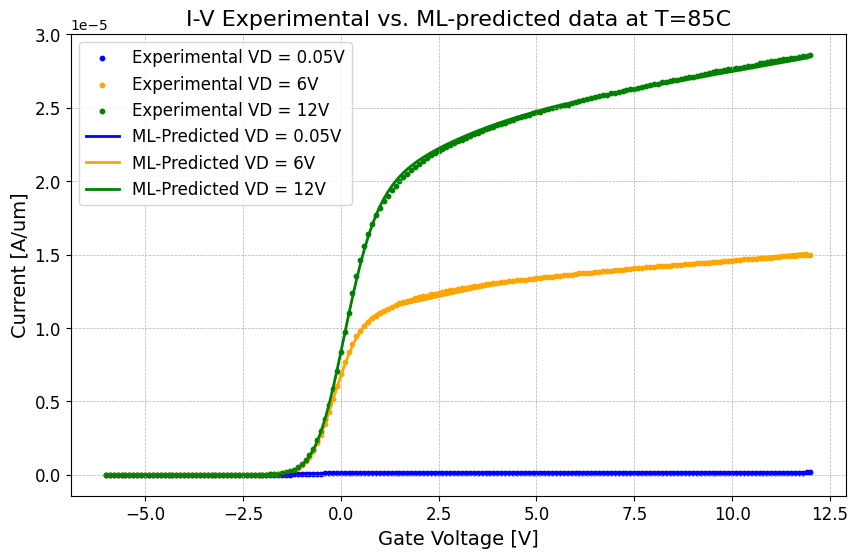 I-V Experimental vs. ML-predicted data at T=85C
1e−5
Experimental VD = 0.05V
Experimental VD = 6V
Experimental VD = 12V
ML-Predicted VD = 0.05V
ML-Predicted VD = 6V
ML-Predicted VD = 12V
3.0
2.5
2.0
1.5
1.0
0.5
0.0
Current [A/um]
−5.0 −2.5 0.0 2.5 5.0 7.5 10.0 12.5
Gate Voltage [V]